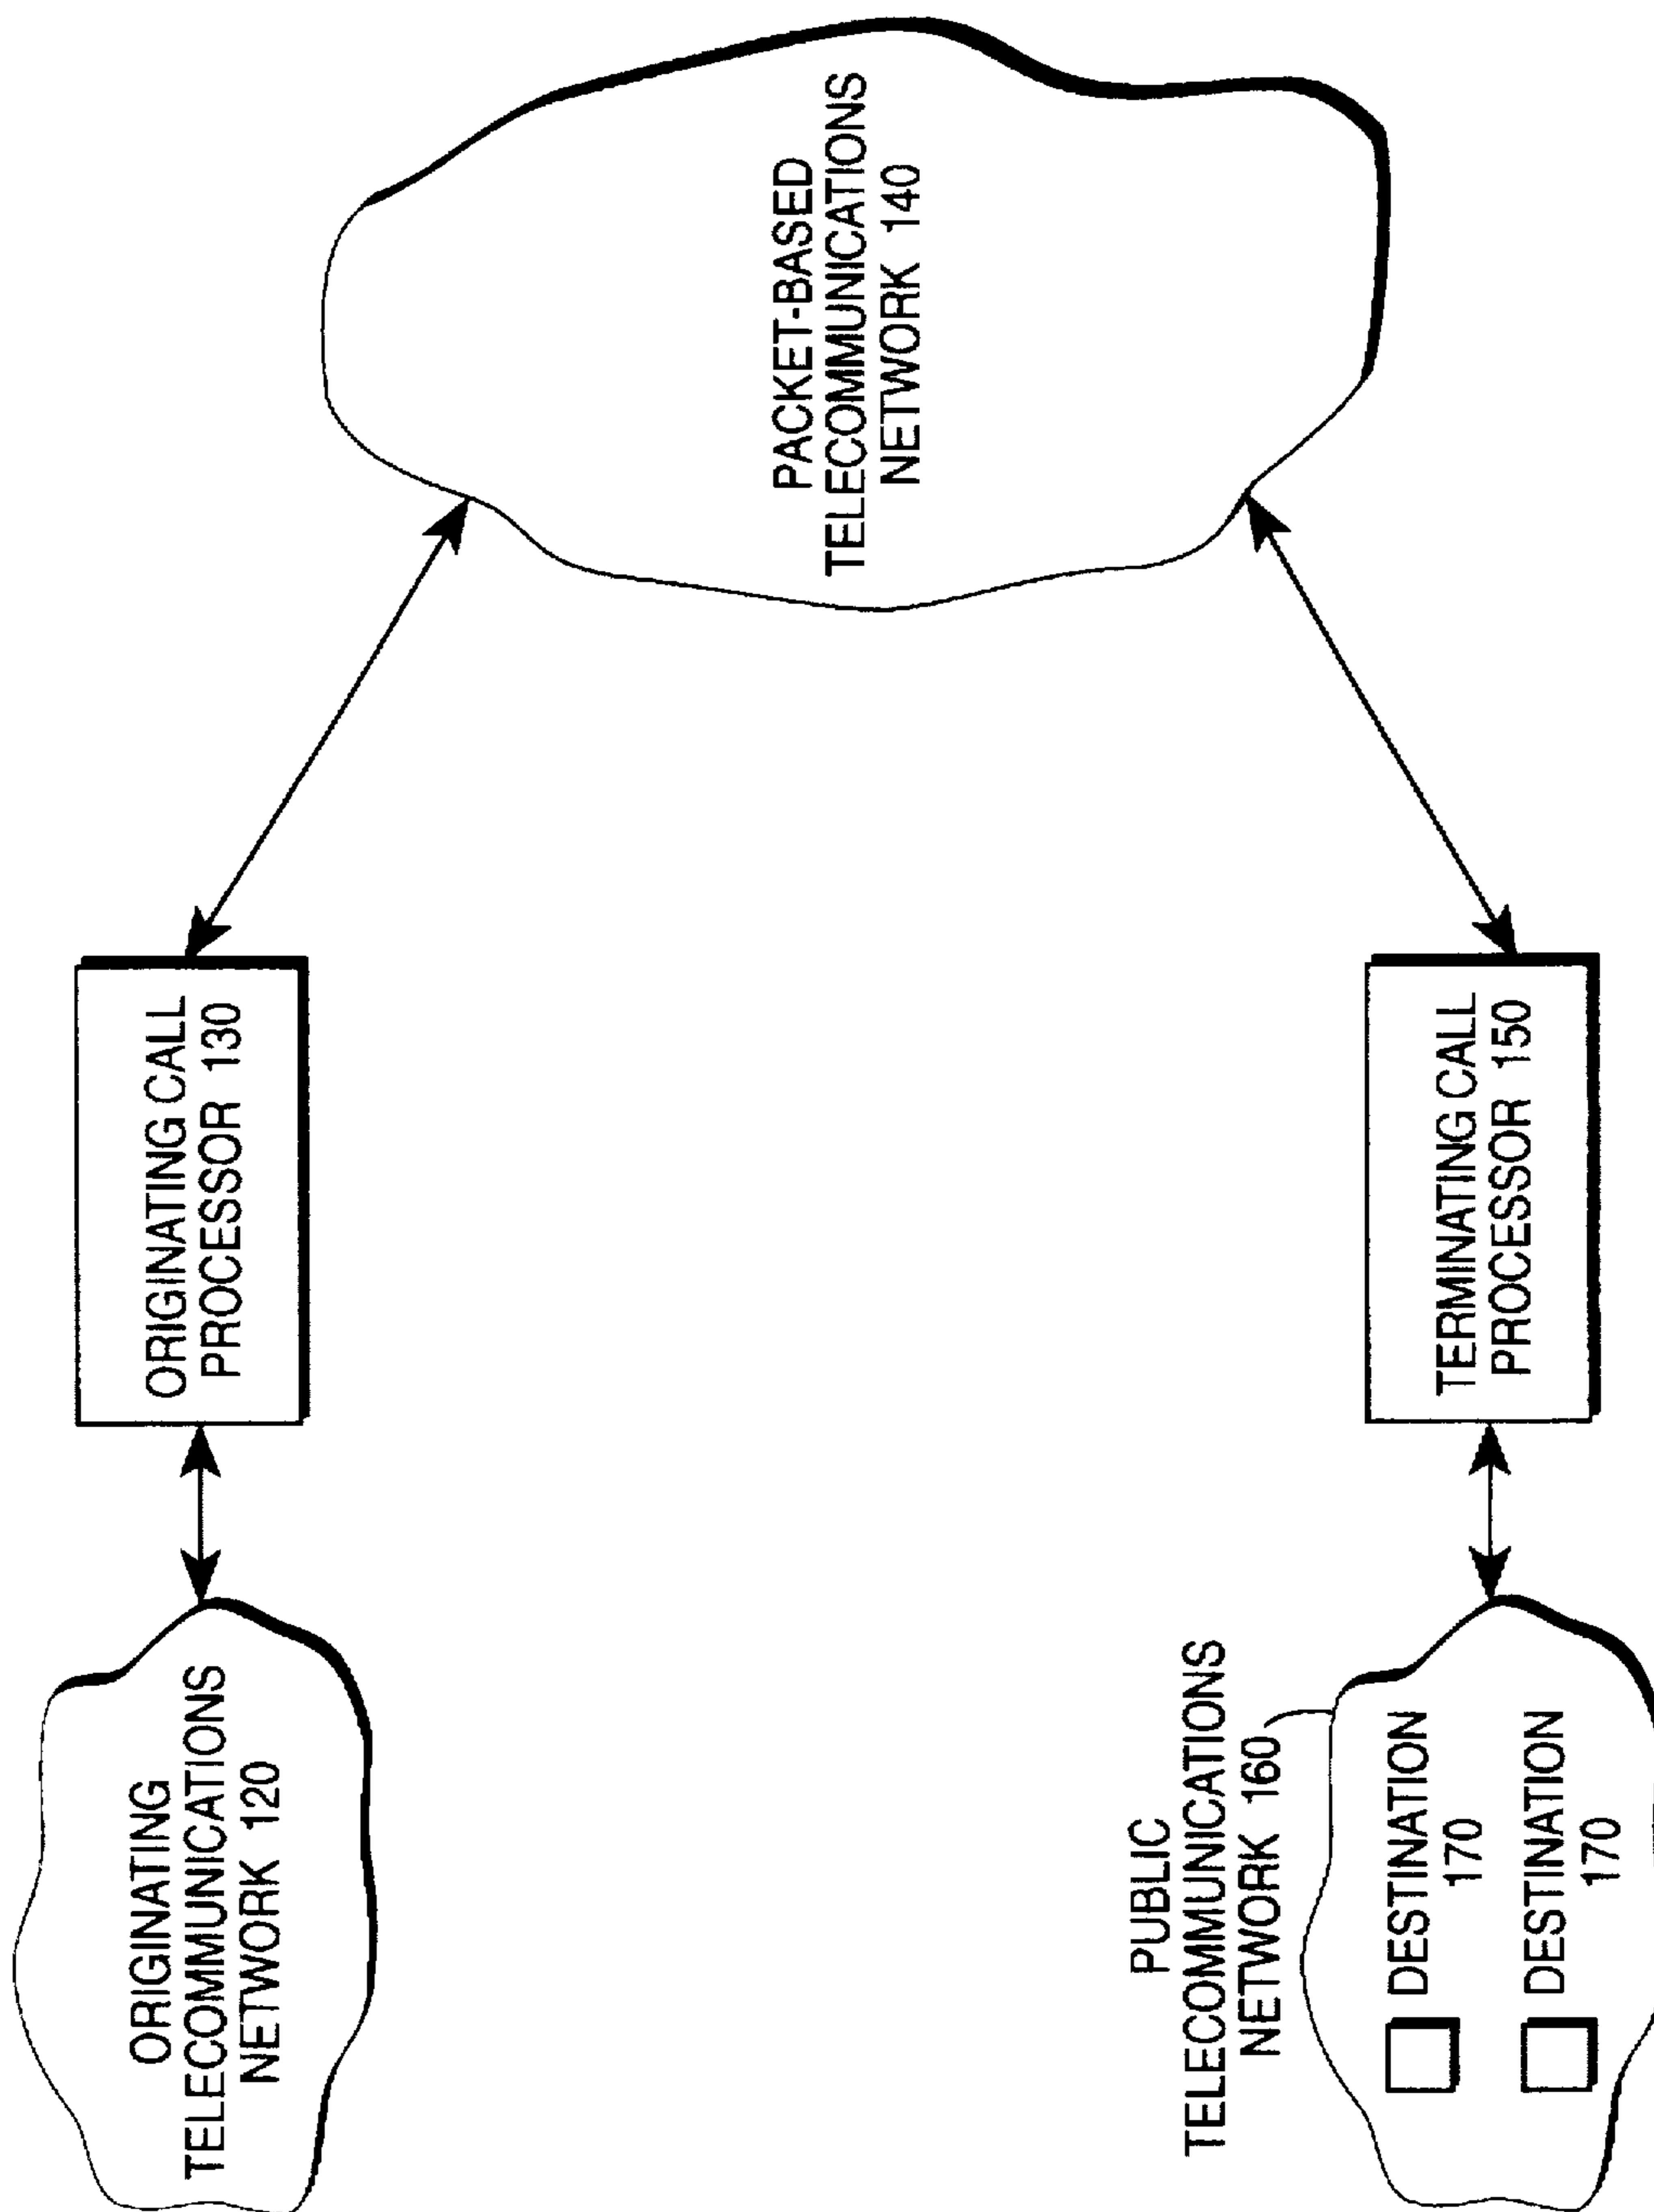 ORIGINATING
TELECOMMUNICATIONS
NETWORK 120
ORIGINATING CALL
PROCESSOR 130
PACKET-BASED
TELECOMMUNICATIONS
NETWORK 140
PUBLIC
TELECOMMUNICATIONS
NETWORK 160
DESTINATION
170
DESTINATION
170
TERMINATING CALL
PROCESSOR 150